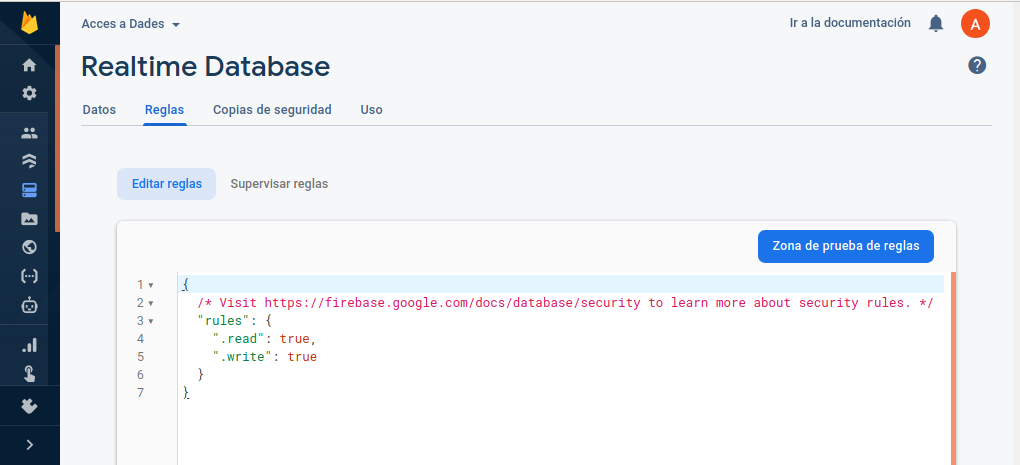 Acces a Dades
Ir a la documentación
A
Realtime Database
?
Datos Reglas Copias de seguridad Uso
Editar reglas Supervisar reglas
Zona de prueba de reglas
1 {
2 /* Visit https://firebase.google.com/docs/database/security to learn more about security rules. */
3 "rules": {
4 ".read": true,
5 ".write": true
6 }
7 }